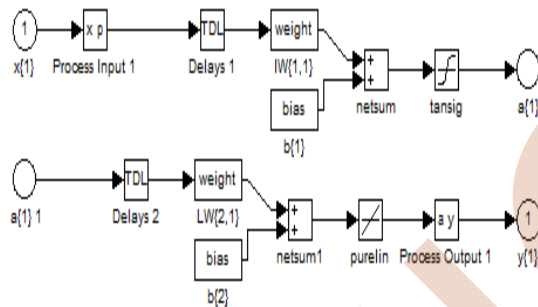 1
x p
TDL
weight
+
+
x{1}
Process Input 1
Delays 1
IW{1,1}
netsum
tansig
a{1}
bias
b{1}
TDL
weight
+
+
a y
1
a{1} 1
Delays 2
LW{2,1}
netsum1
purelin
Process Output 1
y{1}
bias
b{2}